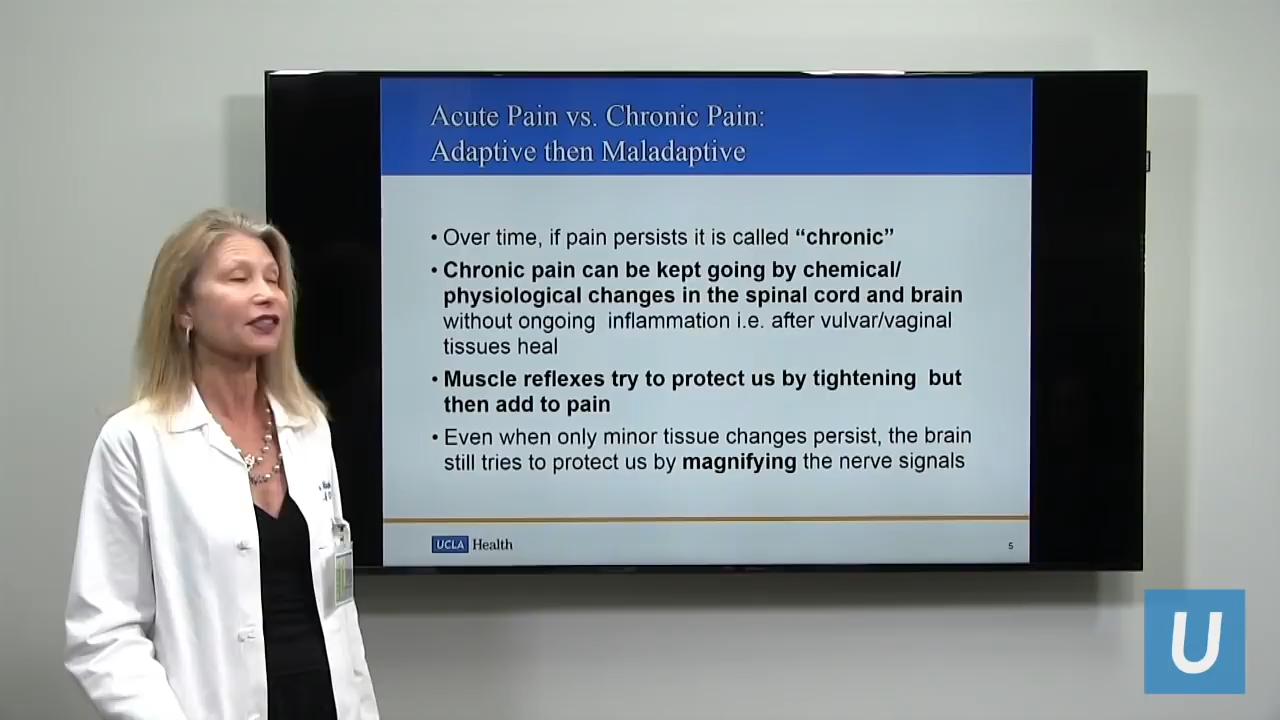 Acute Pain vs. Chronic Pain:
Adaptive then Maladaptive
• Over time, if pain persists it is called “chronic”
• Chronic pain can be kept going by chemical/
physiological changes in the spinal cord and brain
without ongoing inflammation i.e. after vulvar/vaginal
tissues heal
• Muscle reflexes try to protect us by tightening but
then add to pain
• Even when only minor tissue changes persist, the brain
still tries to protect us by magnifying the nerve signals
UCLA Health
5
U